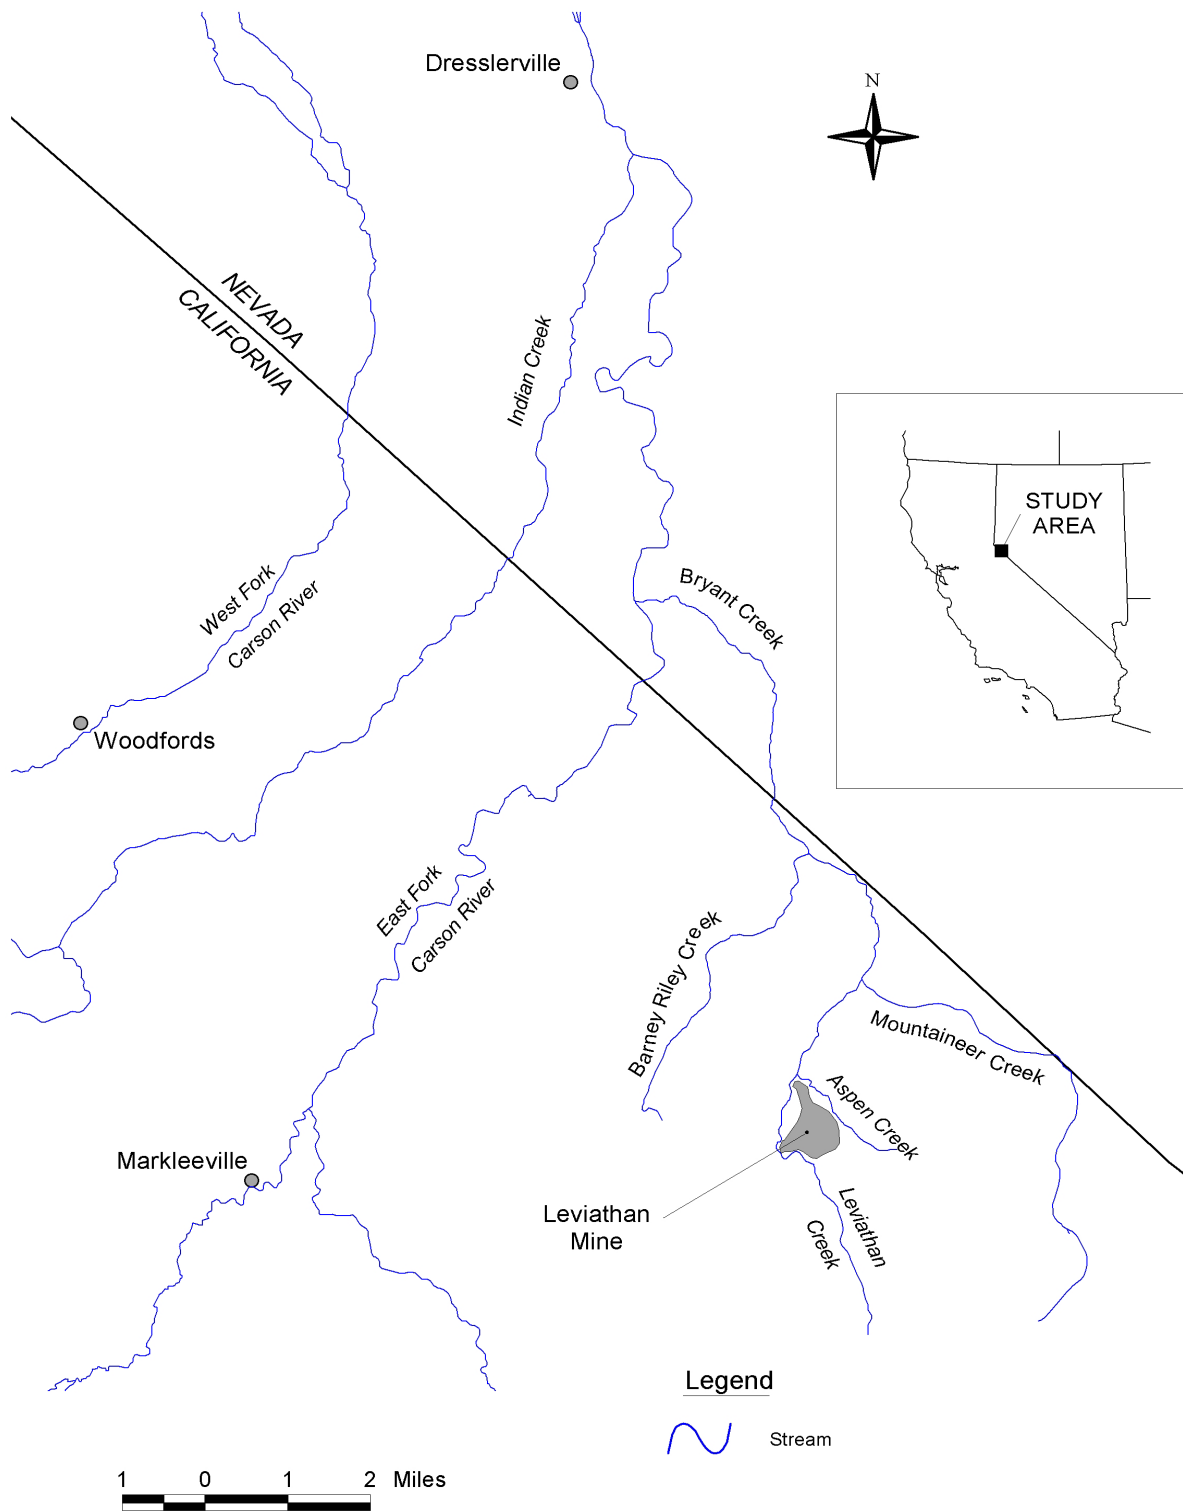 Dresslerville
N
NEVADA
CALIFORNIA
Indian Creek
STUDY
AREA
West Fork
Carson River
Bryant Creek
Woodfords
East Fork
Carson River
Barney Riley Creek
Mountaineer Creek
Aspen Creek
Markleeville
Leviathan
Mine
Leviathan
Creek
Legend
Stream
1 0 1 2 Miles